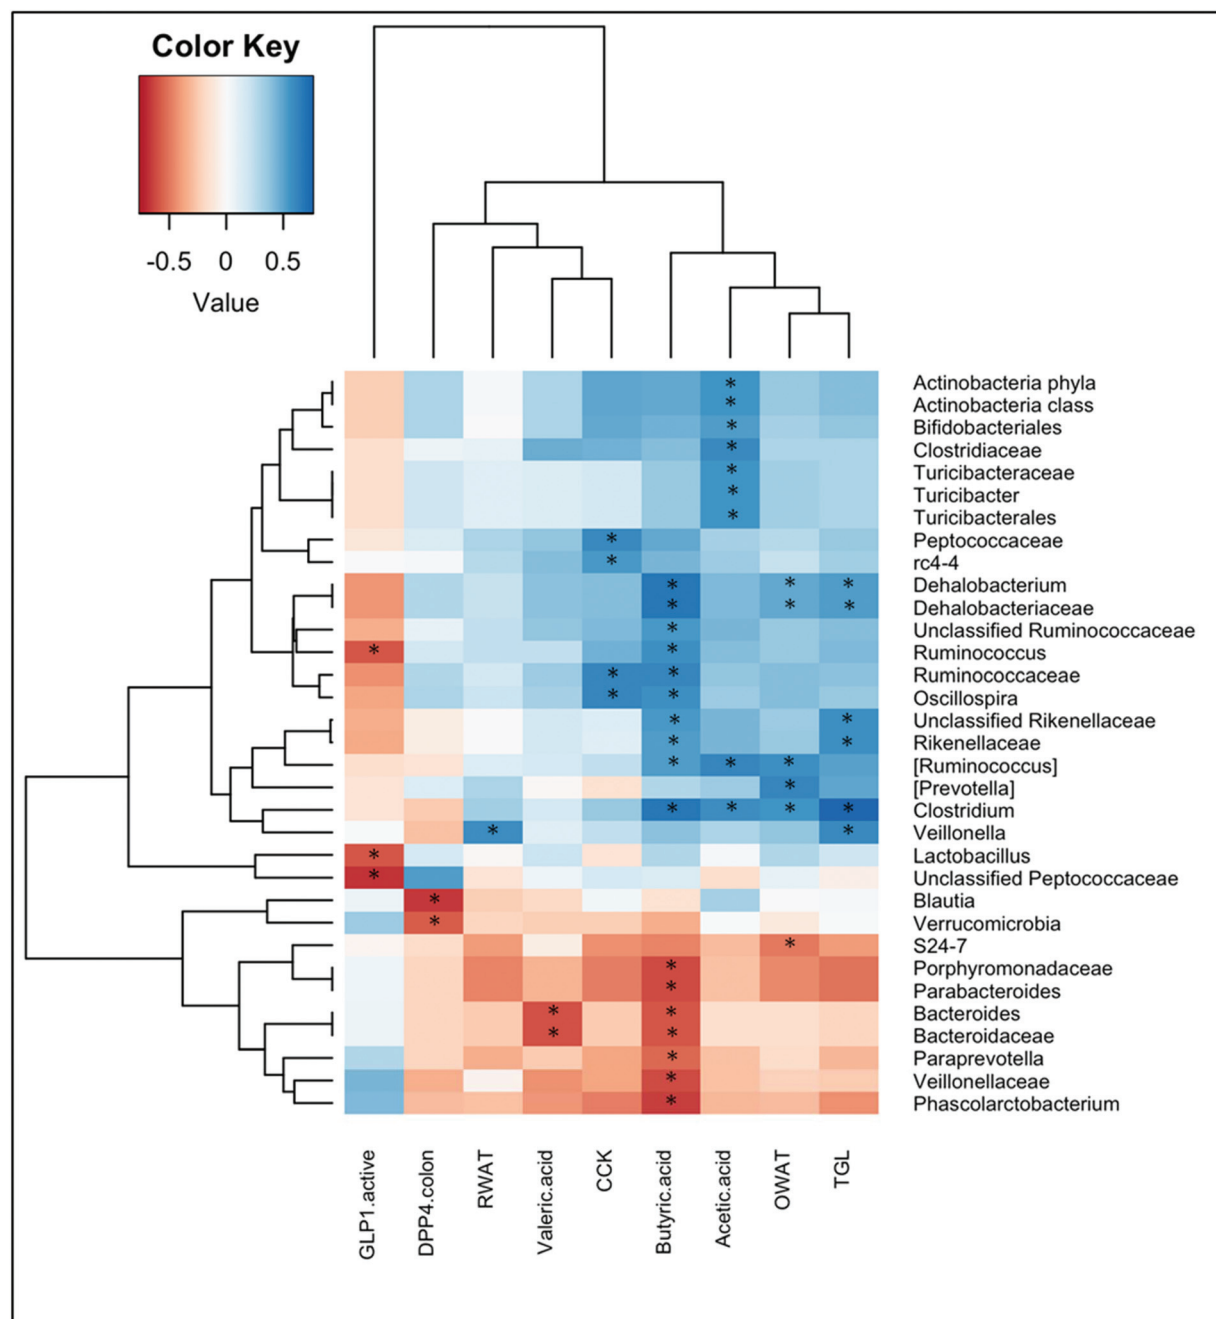 Color Key
-0.5 0 0.5
Value
* Actinobacteria phyla
* Actinobacteria class
* Bifidobacteriales
* Clostridiaceae
* Turicibacteraceae
* Turicibacter
* Turicibacterales
* Peptococcaceae
* rc4-4
* * * Dehalobacterium
* * * Dehalobacteriaceae
* Unclassified Ruminococcaceae
* * Ruminococcus
* * Ruminococcaceae
* * Oscillospira
* * Unclassified Rikenellaceae
* * Rikenellaceae
* * * [Ruminococcus]
* [Prevotella]
* * * * Clostridium
* * Veillonella
* Lactobacillus
* Unclassified Peptococcaceae
* Blautia
* Verrucomicrobia
* S24-7
* Porphyromonadaceae
* Parabacteroides
* * Bacteroides
* * Bacteroidaceae
* Paraprevotella
* Veillonellaceae
* Phascolarctobacterium
GLP1.active
DPP4.colon
RWAT
Valeric.acid
CCK
Butyric.acid
Acetic.acid
OWAT
TGL